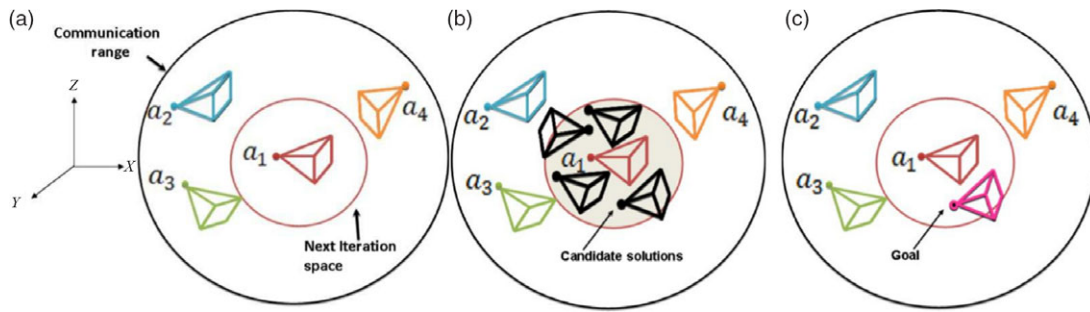 (a)
Communication
range
Z
X
Y
a2
a4
a1
a3
Next Iteration
space
(b)
a2
a4
a1
a3
Candidate solutions
(c)
a2
a4
a1
a3
Goal